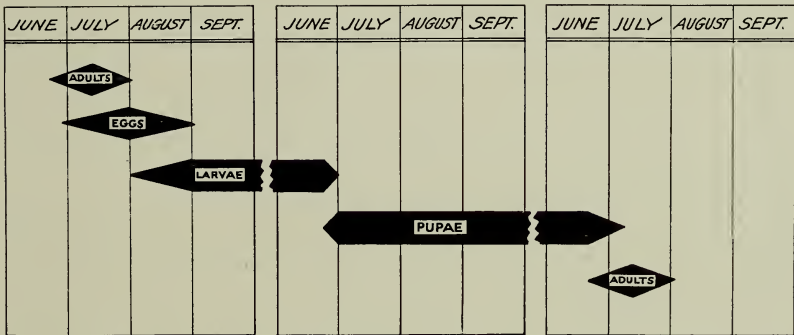 JUNE JULY AUGUST SEPT. JUNE JULY AUGUST SEPT. JUNE JULY AUGUST SEPT.
ADULTS
EGGS
LARVAE
PUPAE
ADULTS